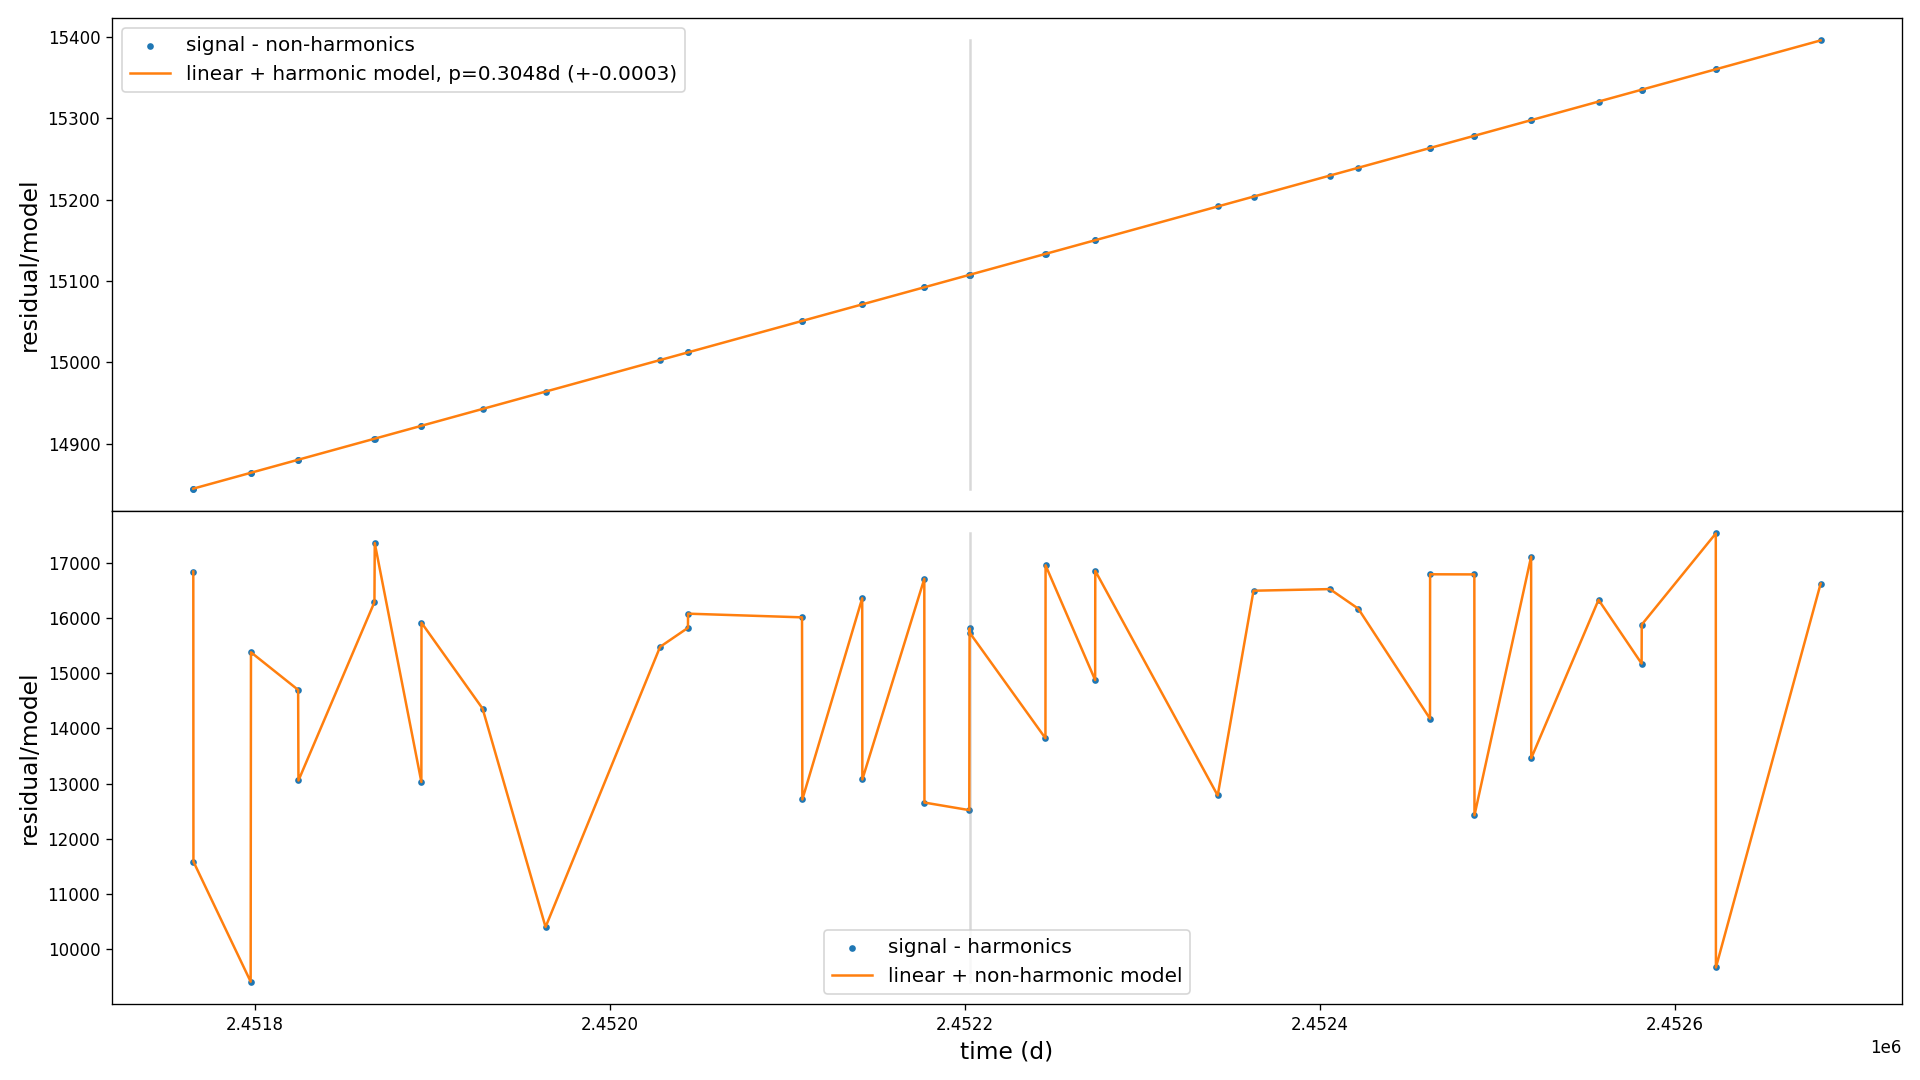 15400
15300
15200
15100
15000
14900
residual/model
signal - non-harmonics
linear + harmonic model, p=0.3048d (+-0.0003)
17000
16000
15000
14000
13000
12000
11000
10000
residual/model
signal - harmonics
linear + non-harmonic model
2.4518 2.4520 2.4522 2.4524 2.4526
time (d)
1e6